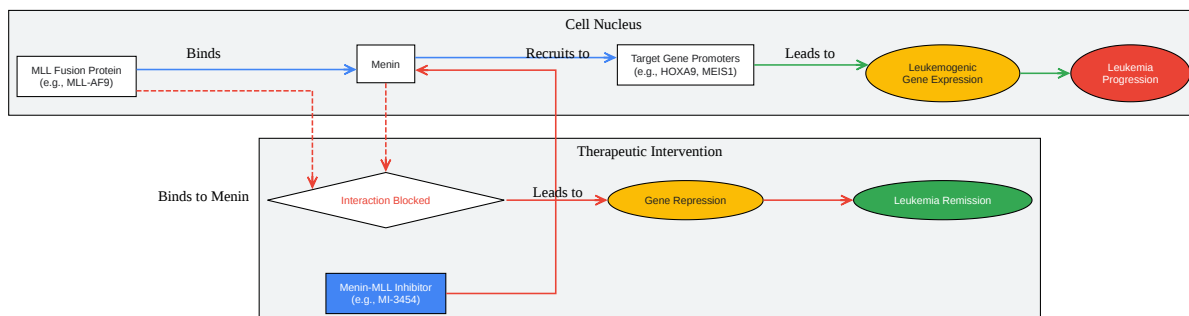 Cell Nucleus
Binds
Recruits to
Leads to
MLL Fusion Protein
(e.g., MLL-AF9)
Menin
Target Gene Promoters
(e.g., HOXA9, MEIS1)
Leukemogenic
Gene Expression
Leukemia
Progression
Therapeutic Intervention
Binds to Menin
Interaction Blocked
Leads to
Gene Repression
Leukemia Remission
Menin-MLL Inhibitor
(e.g., MI-3454)